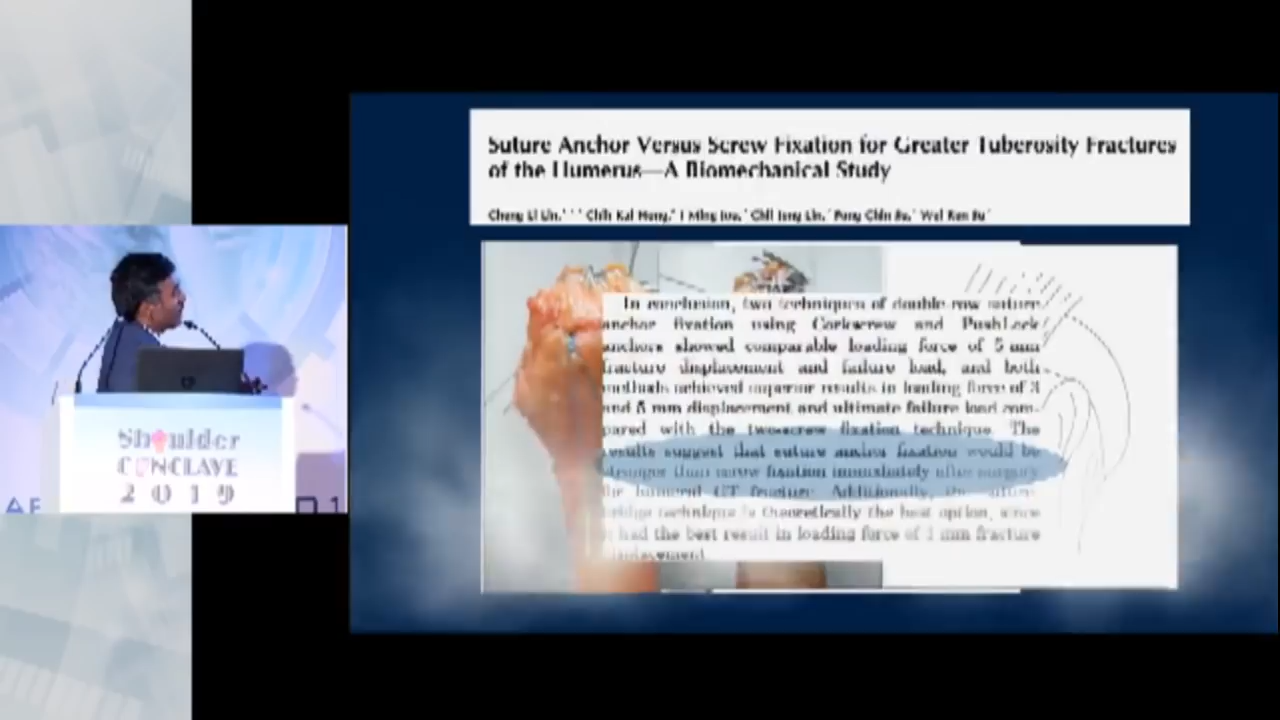 Suture Anchor Versus Screw Fixation for Greater Tuberosity Fractures
of the Humerus—A Biomechanical Study
In conclusion, two techniques of double-row suture
anchor fixation using Corkscrew and PushLock
anchors showed comparable loading force of 5 mm
fracture displacement and failure load, and both
methods achieved superior results in loading force of 3
and 5 mm displacement and ultimate failure load com-
pared with the two-screw fixation technique. The
results suggest that suture anchor fixation would be
stronger than screw fixation immediately after surgery
the humeral GT fracture. Additionally, the suture-
bridge technique is theoretically the best option, since
had the best result in loading force of 3 mm fracture
displacement.
Shoulder
CONCLAVE
2019